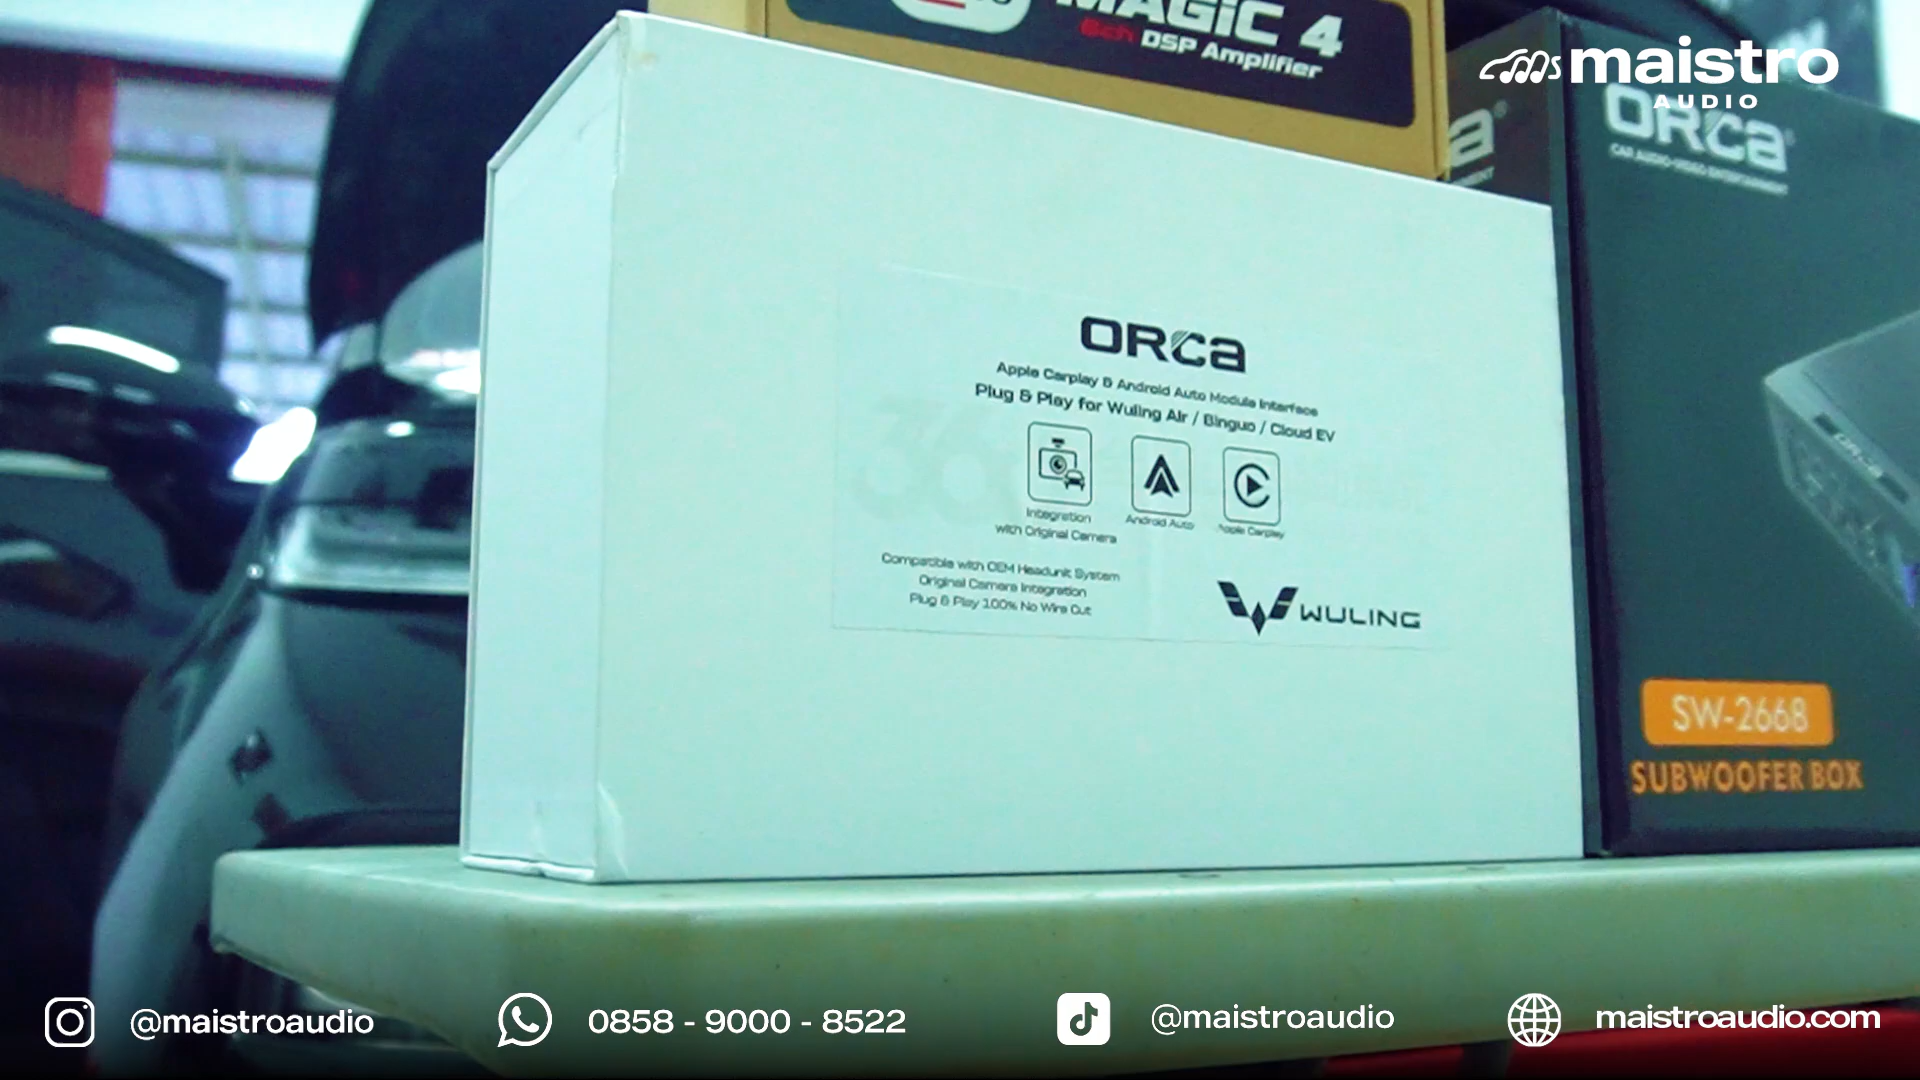 MAGIC 4
6ch DSP Amplifier
maistro
AUDIO
ORCa
CAR AUDIO-VIDEO ENTERTAINMENT
ORCa
Apple Carplay & Android Auto Module Interface
Plug & Play for Wuling Air / Binguo / Cloud EV
Integration
with Original Camera
Android Auto
Apple Carplay
Compatible with OEM Headunit System
Original Camera Integration
Plug & Play 100% No Wire Cut
WULING
ORCa
SW-2668
SUBWOOFER BOX
@maistroaudio
0858 - 9000 - 8522
@maistroaudio
maistroaudio.com